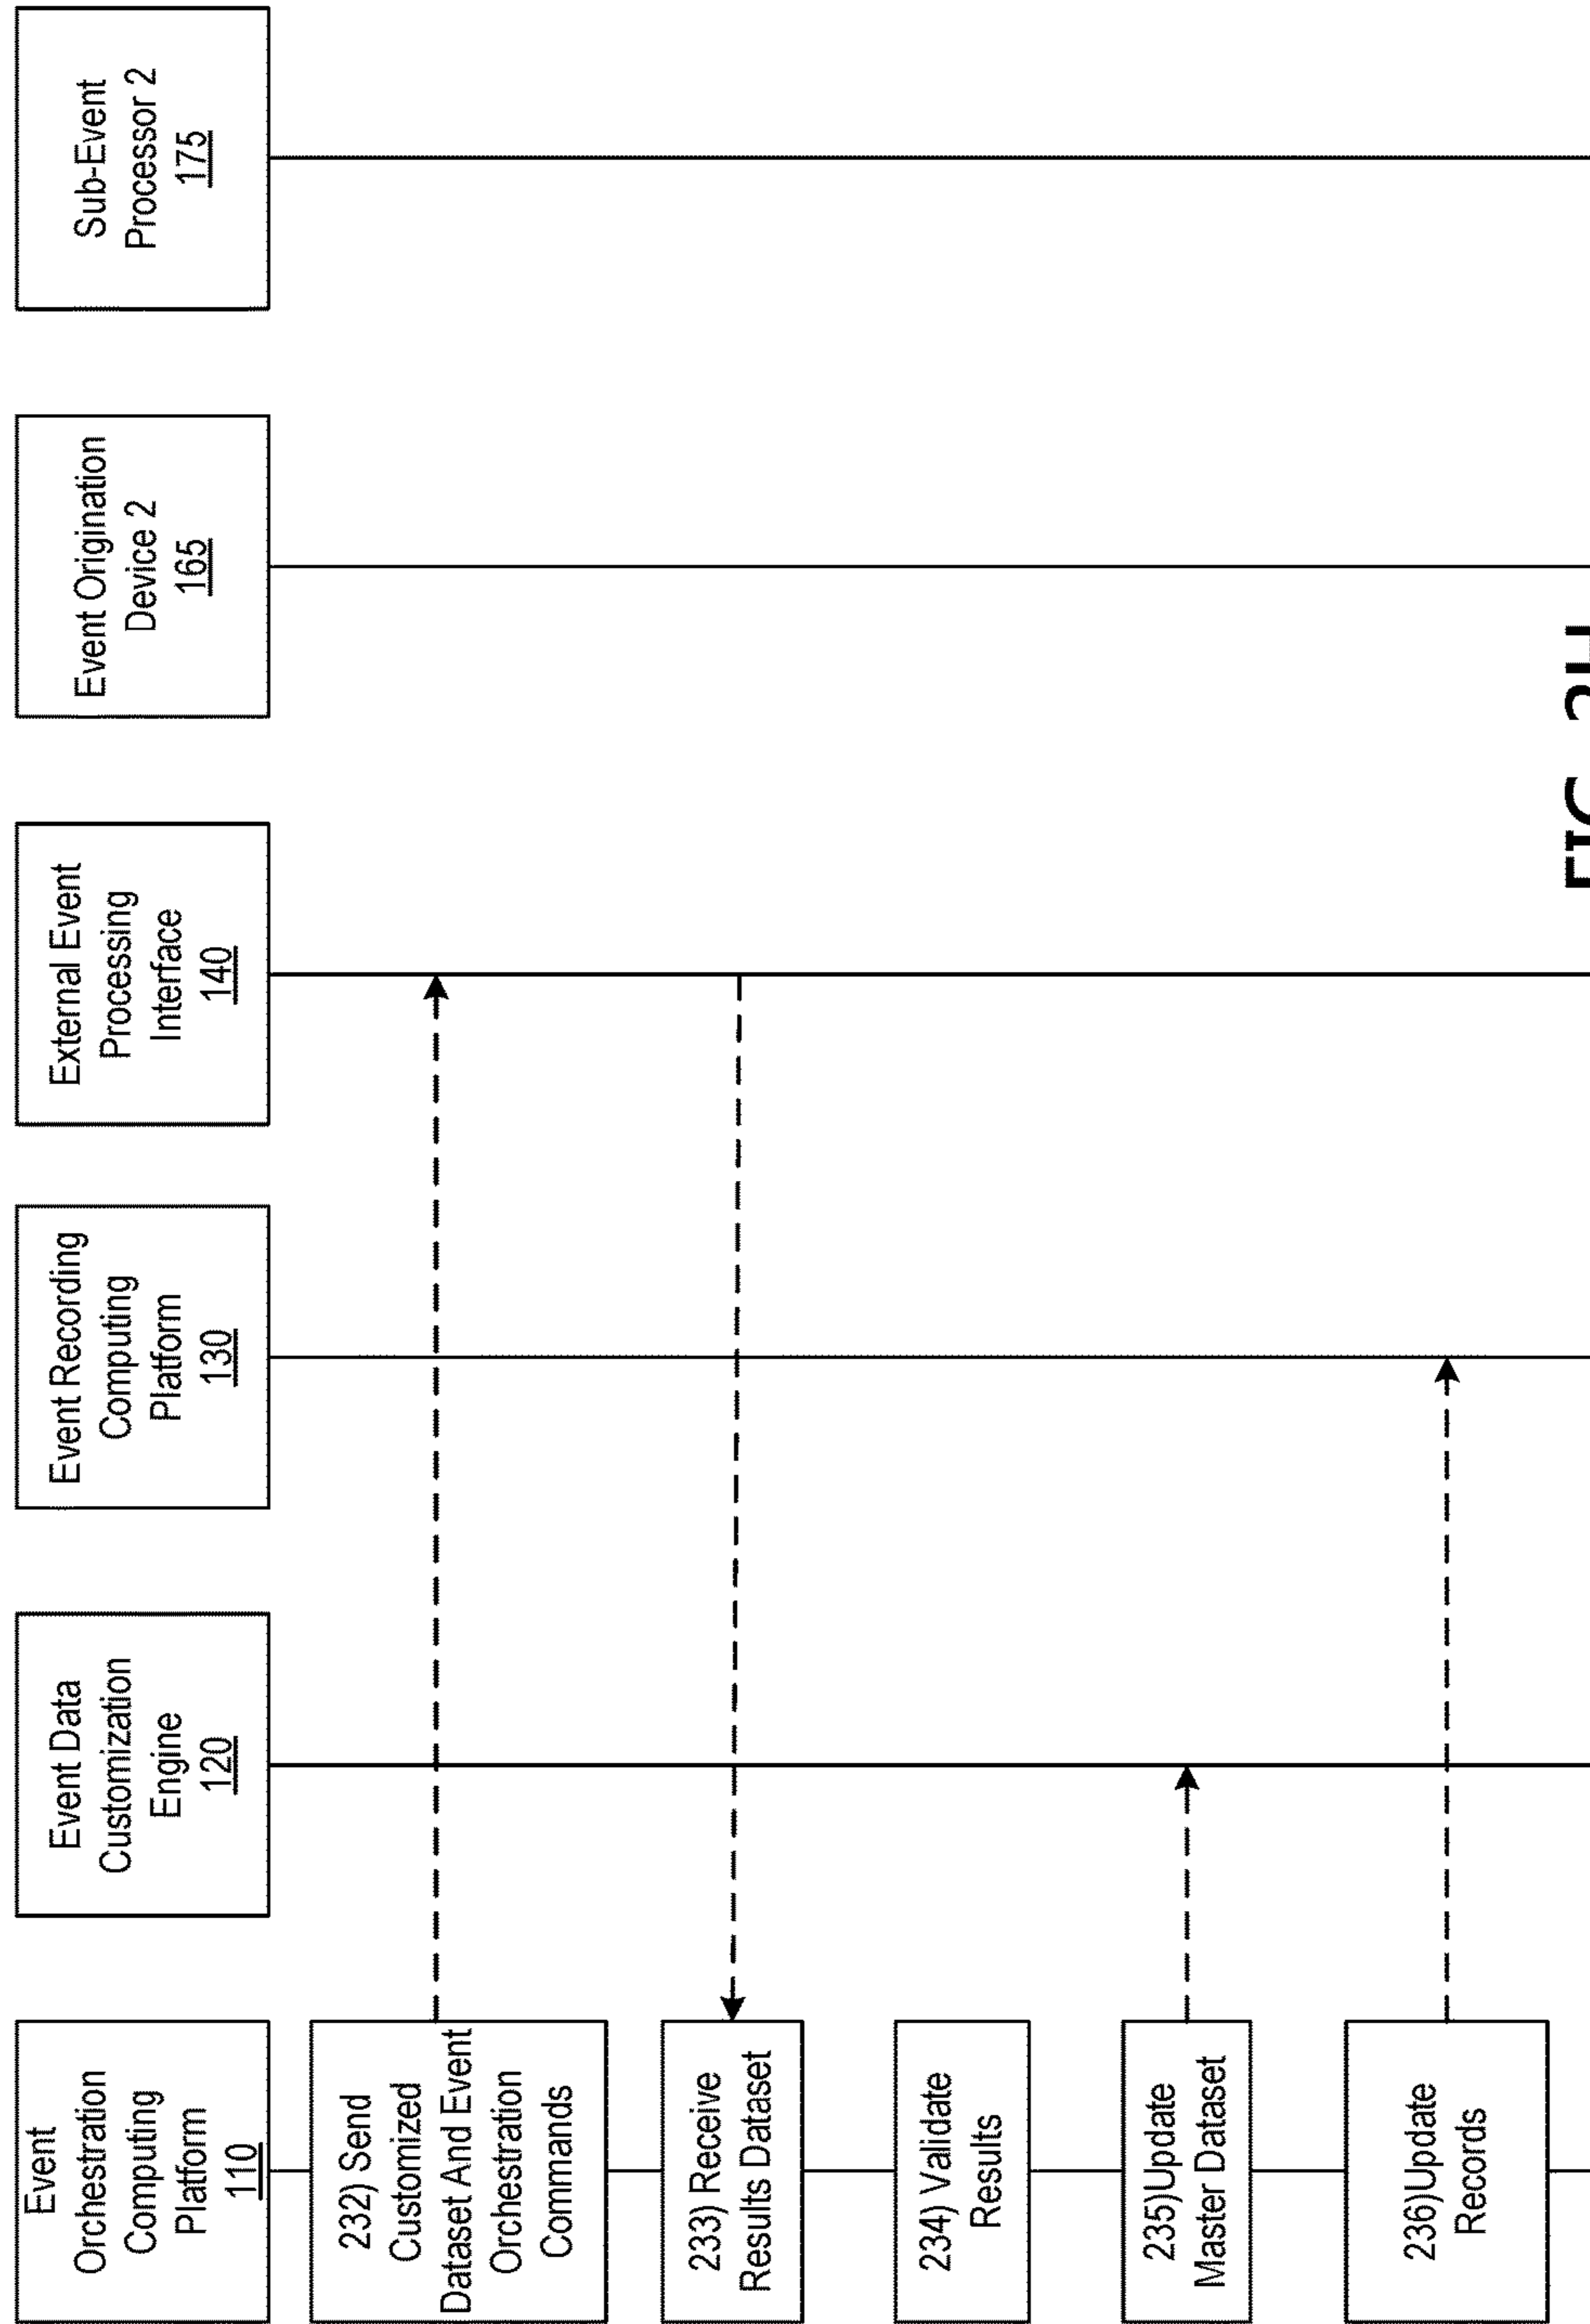 Event
Orchestration
Computing
Platform
110
Event Data
Customization
Engine
120
Event Recording
Computing
Platform
130
External Event
Processing
Interface
140
Event Origination
Device 2
165
Sub-Event
Processor 2
175
232) Send
Customized
Dataset And Event
Orchestration
Commands
233) Receive
Results Dataset
234) Validate
Results
235)Update
Master Dataset
236)Update
Records
FIG